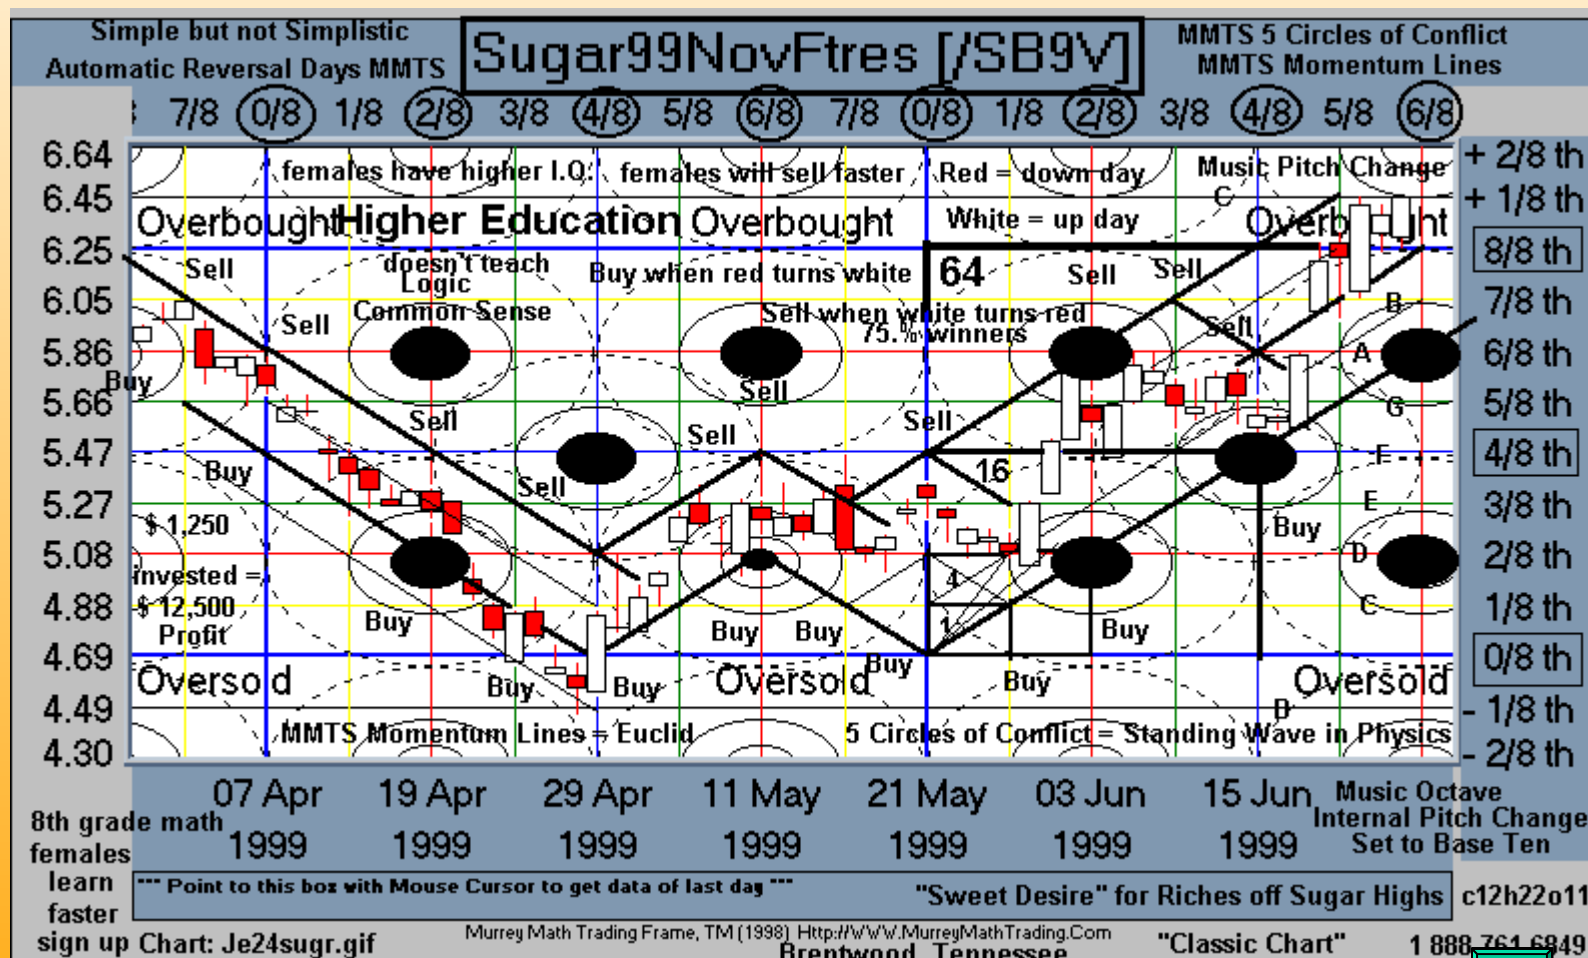 Simple but not Simplistic
Automatic Reversal Days MMTS
Sugar99NovFtres [/SB9V]
MMTS 5 Circles of Conflict
MMTS Momentum Lines
7/8 0/8 1/8 2/8 3/8 4/8 5/8 6/8 7/8 0/8 1/8 2/8 3/8 4/8 5/8 6/8
6.64
6.45
6.25
6.05
5.86
5.66
5.47
5.27
5.08
4.88
4.69
4.49
4.30
+ 2/8 th
+ 1/8 th
8/8 th
7/8 th
6/8 th
5/8 th
4/8 th
3/8 th
2/8 th
1/8 th
0/8 th
- 1/8 th
- 2/8 th
females have higher I.Q. females will sell faster Red = down day Music Pitch Change
C
Overbought Higher Education Overbought White = up day Overbought
Sell doesn't teach Buy when red turns white 64 Sell Sell
Logic
Sell Common Sense Sell when white turns red Sell B
75.% winners
A
Buy Sell
Sell Sell Sell G
Buy Sell 16 F
E
$ 1,250 Buy
D
invested = 4
$ 12,500 C
Profit Buy Buy Buy 1 Buy
Buy
Oversold Buy Buy Oversold Buy Oversold
D
MMTS Momentum Lines = Euclid 5 Circles of Conflict = Standing Wave in Physics
07 Apr 19 Apr 29 Apr 11 May 21 May 03 Jun 15 Jun
1999 1999 1999 1999 1999 1999 1999
Music Octave
Internal Pitch Change
Set to Base Ten
8th grade math
females
learn
faster
sign up
*** Point to this box with Mouse Cursor to get data of last day ***
"Sweet Desire" for Riches off Sugar Highs
c12h22o11
Chart: Je24sugr.gif
Murrey Math Trading Frame, TM (1998) Http://WWW.MurreyMathTrading.Com
Brentwood, Tennessee
"Classic Chart"
1 888 761 6849